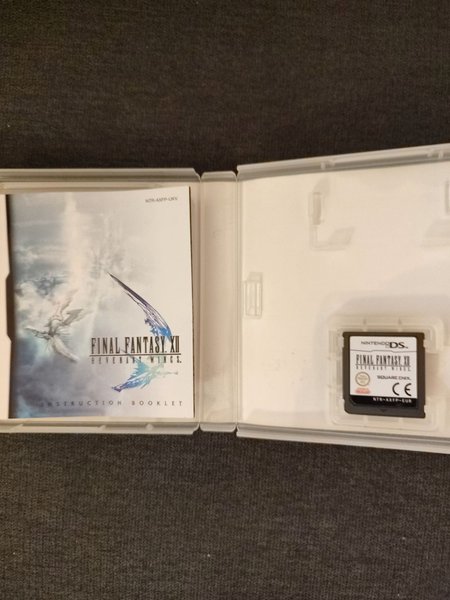 NTR-AXFP-UKV
FINAL FANTASY XII
REVENANT WINGS
INSTRUCTION BOOKLET
NINTENDO DS
FINAL FANTASY XII
REVENANT WINGS
SQUARE ENIX
CE
NTR-AXFP-EUR